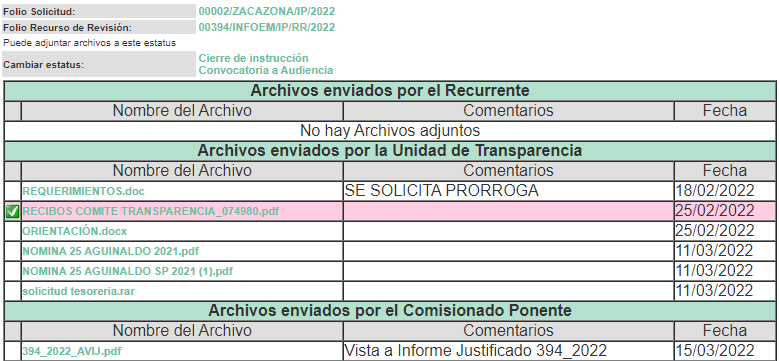 Folio Solicitud: 00002/ZACAZONA/IP/2022
Folio Recurso de Revisión: 00394/INFOEM/IP/RR/2022
Puede adjuntar archivos a este estatus
Cambiar estatus: Cierre de instrucción
Convocatoria a Audiencia
Archivos enviados por el Recurrente
Nombre del Archivo Comentarios Fecha
No hay Archivos adjuntos
Archivos enviados por la Unidad de Transparencia
Nombre del Archivo Comentarios Fecha
REQUERIMIENTOS.doc SE SOLICITA PRORROGA 18/02/2022
RECIBOS COMITE TRANSPARENCIA_074980.pdf 25/02/2022
ORIENTACIÓN.docx 25/02/2022
NOMINA 25 AGUINALDO 2021.pdf 11/03/2022
NOMINA 25 AGUINALDO SP 2021 (1).pdf 11/03/2022
solicitud tesoreria.rar 11/03/2022
Archivos enviados por el Comisionado Ponente
Nombre del Archivo Comentarios Fecha
394_2022_AVIJ.pdf Vista a Informe Justificado 394_2022 15/03/2022